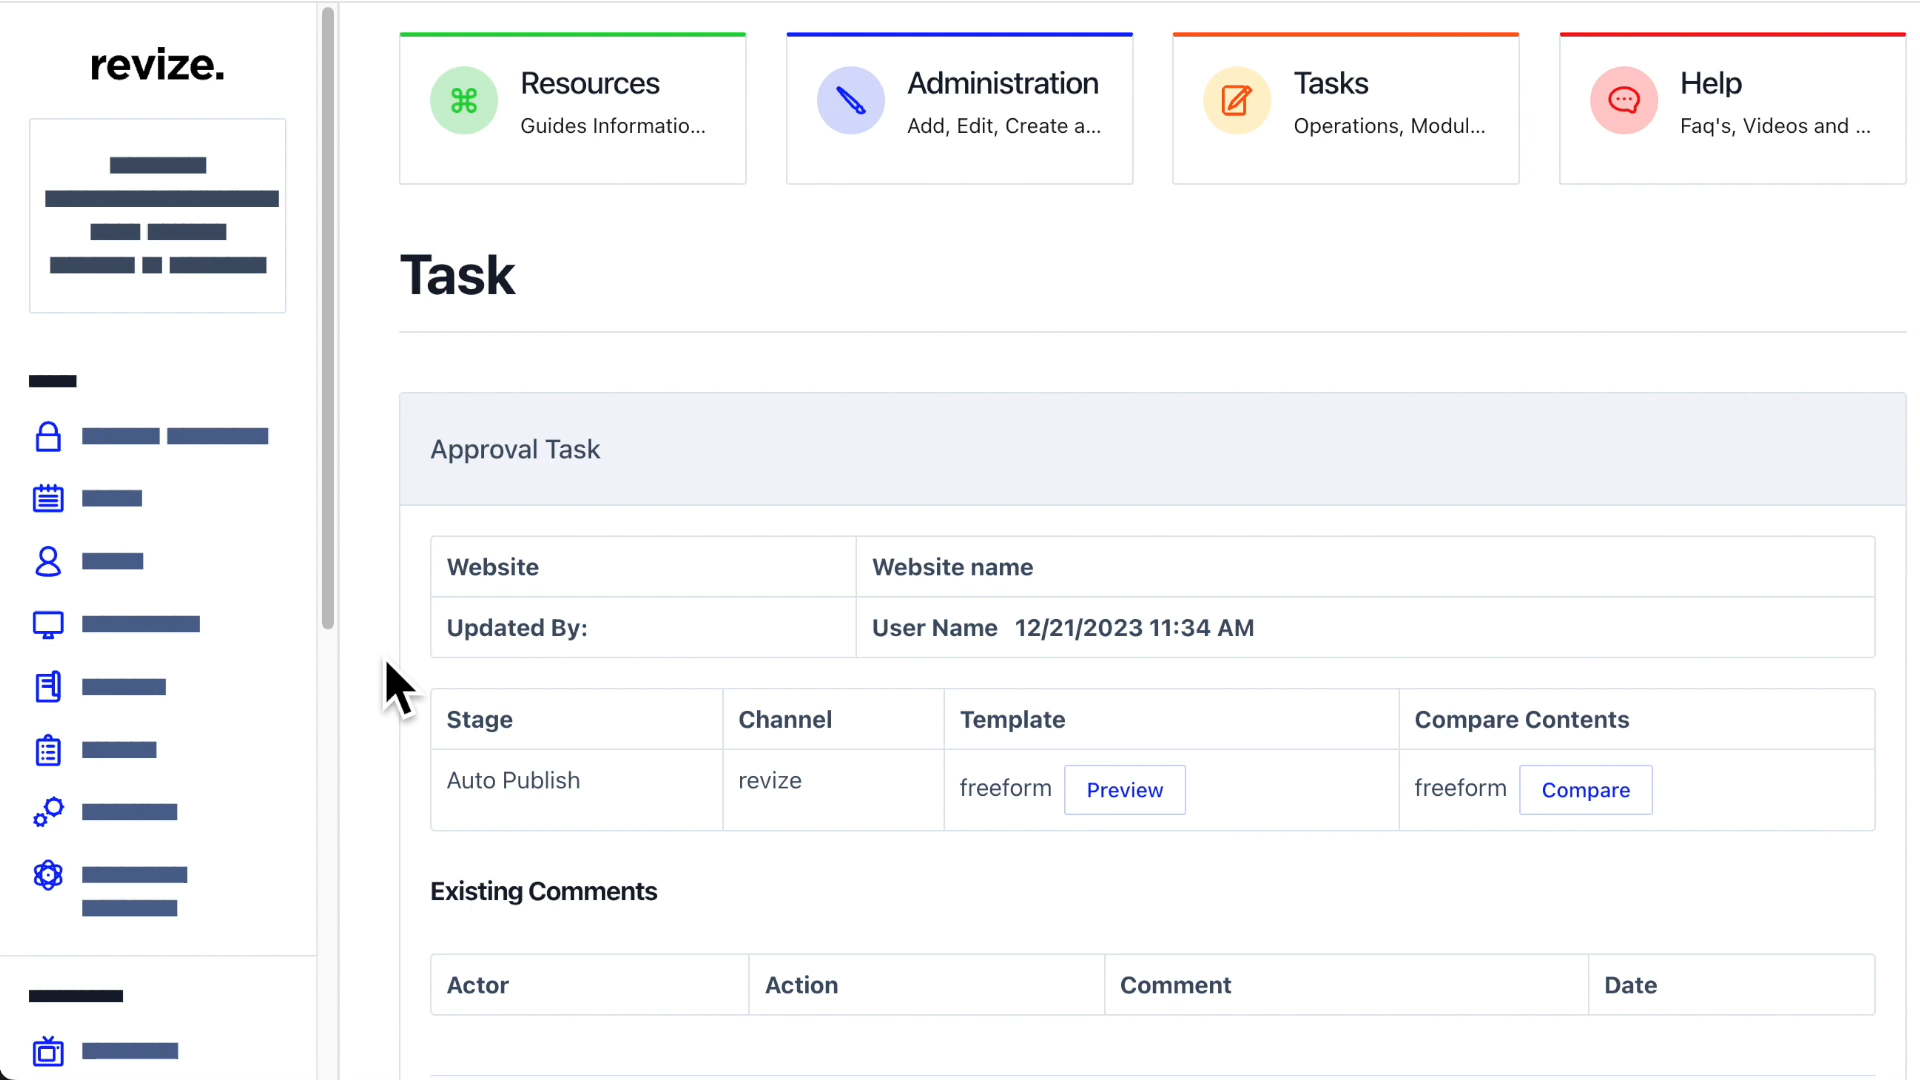 revize.
Resources
Guides Informatio...
Administration
Add, Edit, Create a...
Tasks
Operations, Modul...
Help
Faq's, Videos and ...
Task
Approval Task
Website Website name
Updated By: User Name 12/21/2023 11:34 AM
Stage Channel Template Compare Contents
Auto Publish revize freeform Preview freeform Compare
Existing Comments
Actor Action Comment Date